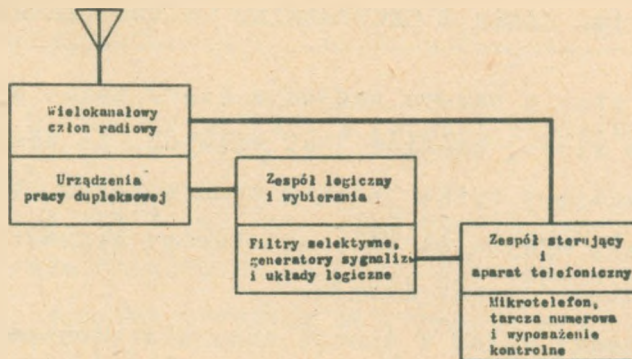 Wielokanałowy
człon radiowy
Urządzenia
pracy dupleksowej
Zespół logiczny
i wybierania
Filtry selektywne,
generatory sygnaliz.
i układy logiczne
Zespół sterujący
i
aparat telefoniczny
Mikrotelefon,
tarcza numerowa
i wyposażenie
kontrolne